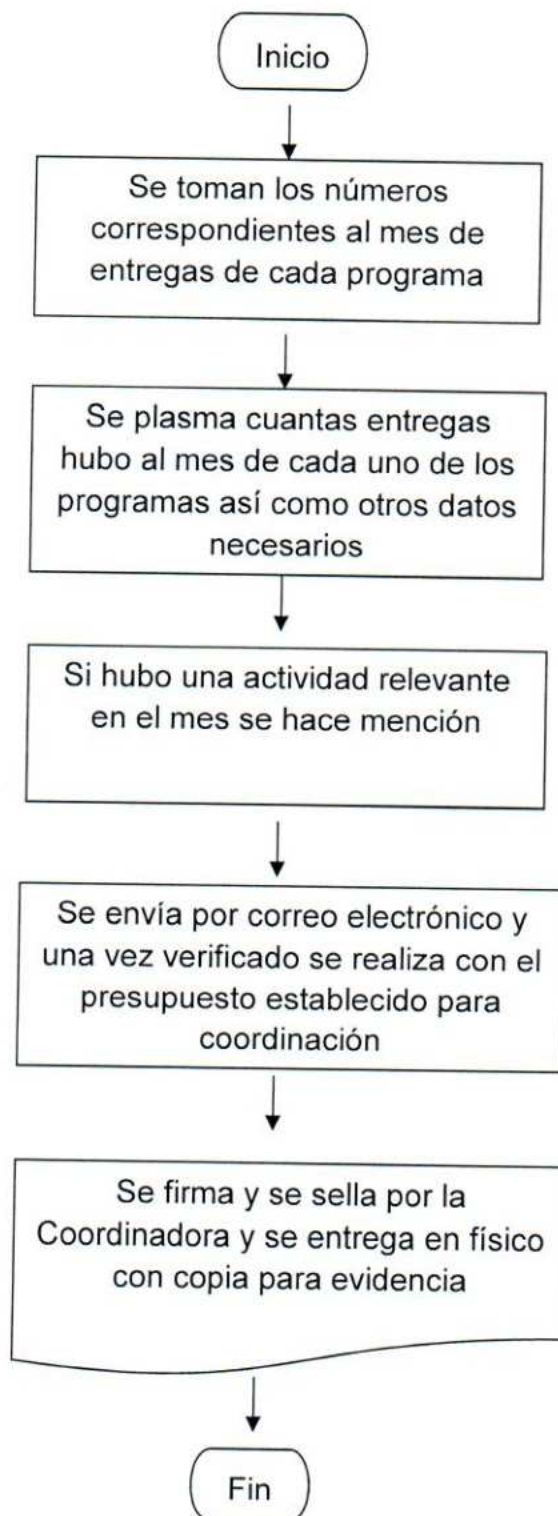 Inicio
Se toman los números
correspondientes al mes de
entregas de cada programa
Se plasma cuantas entregas
hubo al mes de cada uno de los
programas así como otros datos
necesarios
Si hubo una actividad relevante
en el mes se hace mención
Se envía por correo electrónico y
una vez verificado se realiza con el
presupuesto establecido para
coordinación
Se firma y se sella por la
Coordinadora y se entrega en físico
con copia para evidencia
Fin